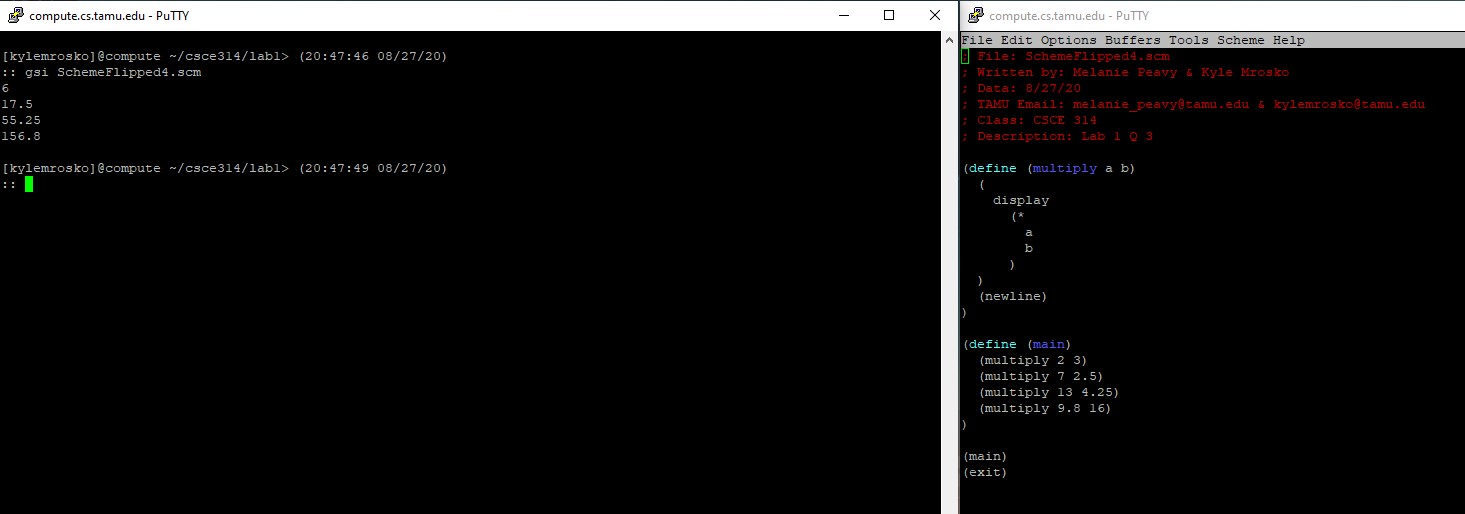 compute.cs.tamu.edu - PuTTY
[kylemrosko]@compute ~/csce314/lab1> (20:47:46 08/27/20)
:: gsi SchemeFlipped4.scm
6
17.5
55.25
156.8
[kylemrosko]@compute ~/csce314/lab1> (20:47:49 08/27/20)
::
compute.cs.tamu.edu - PuTTY
File Edit Options Buffers Tools Scheme Help
; File: SchemeFlipped4.scm
; Written by: Melanie Peavy & Kyle Mrosko
; Data: 8/27/20
; TAMU Email: melanie_peavy@tamu.edu & kylemrosko@tamu.edu
; Class: CSCE 314
; Description: Lab 1 Q 3
(define (multiply a b)
(
display
(*
a
b
)
)
(newline)
)
(define (main)
(multiply 2 3)
(multiply 7 2.5)
(multiply 13 4.25)
(multiply 9.8 16)
)
(main)
(exit)